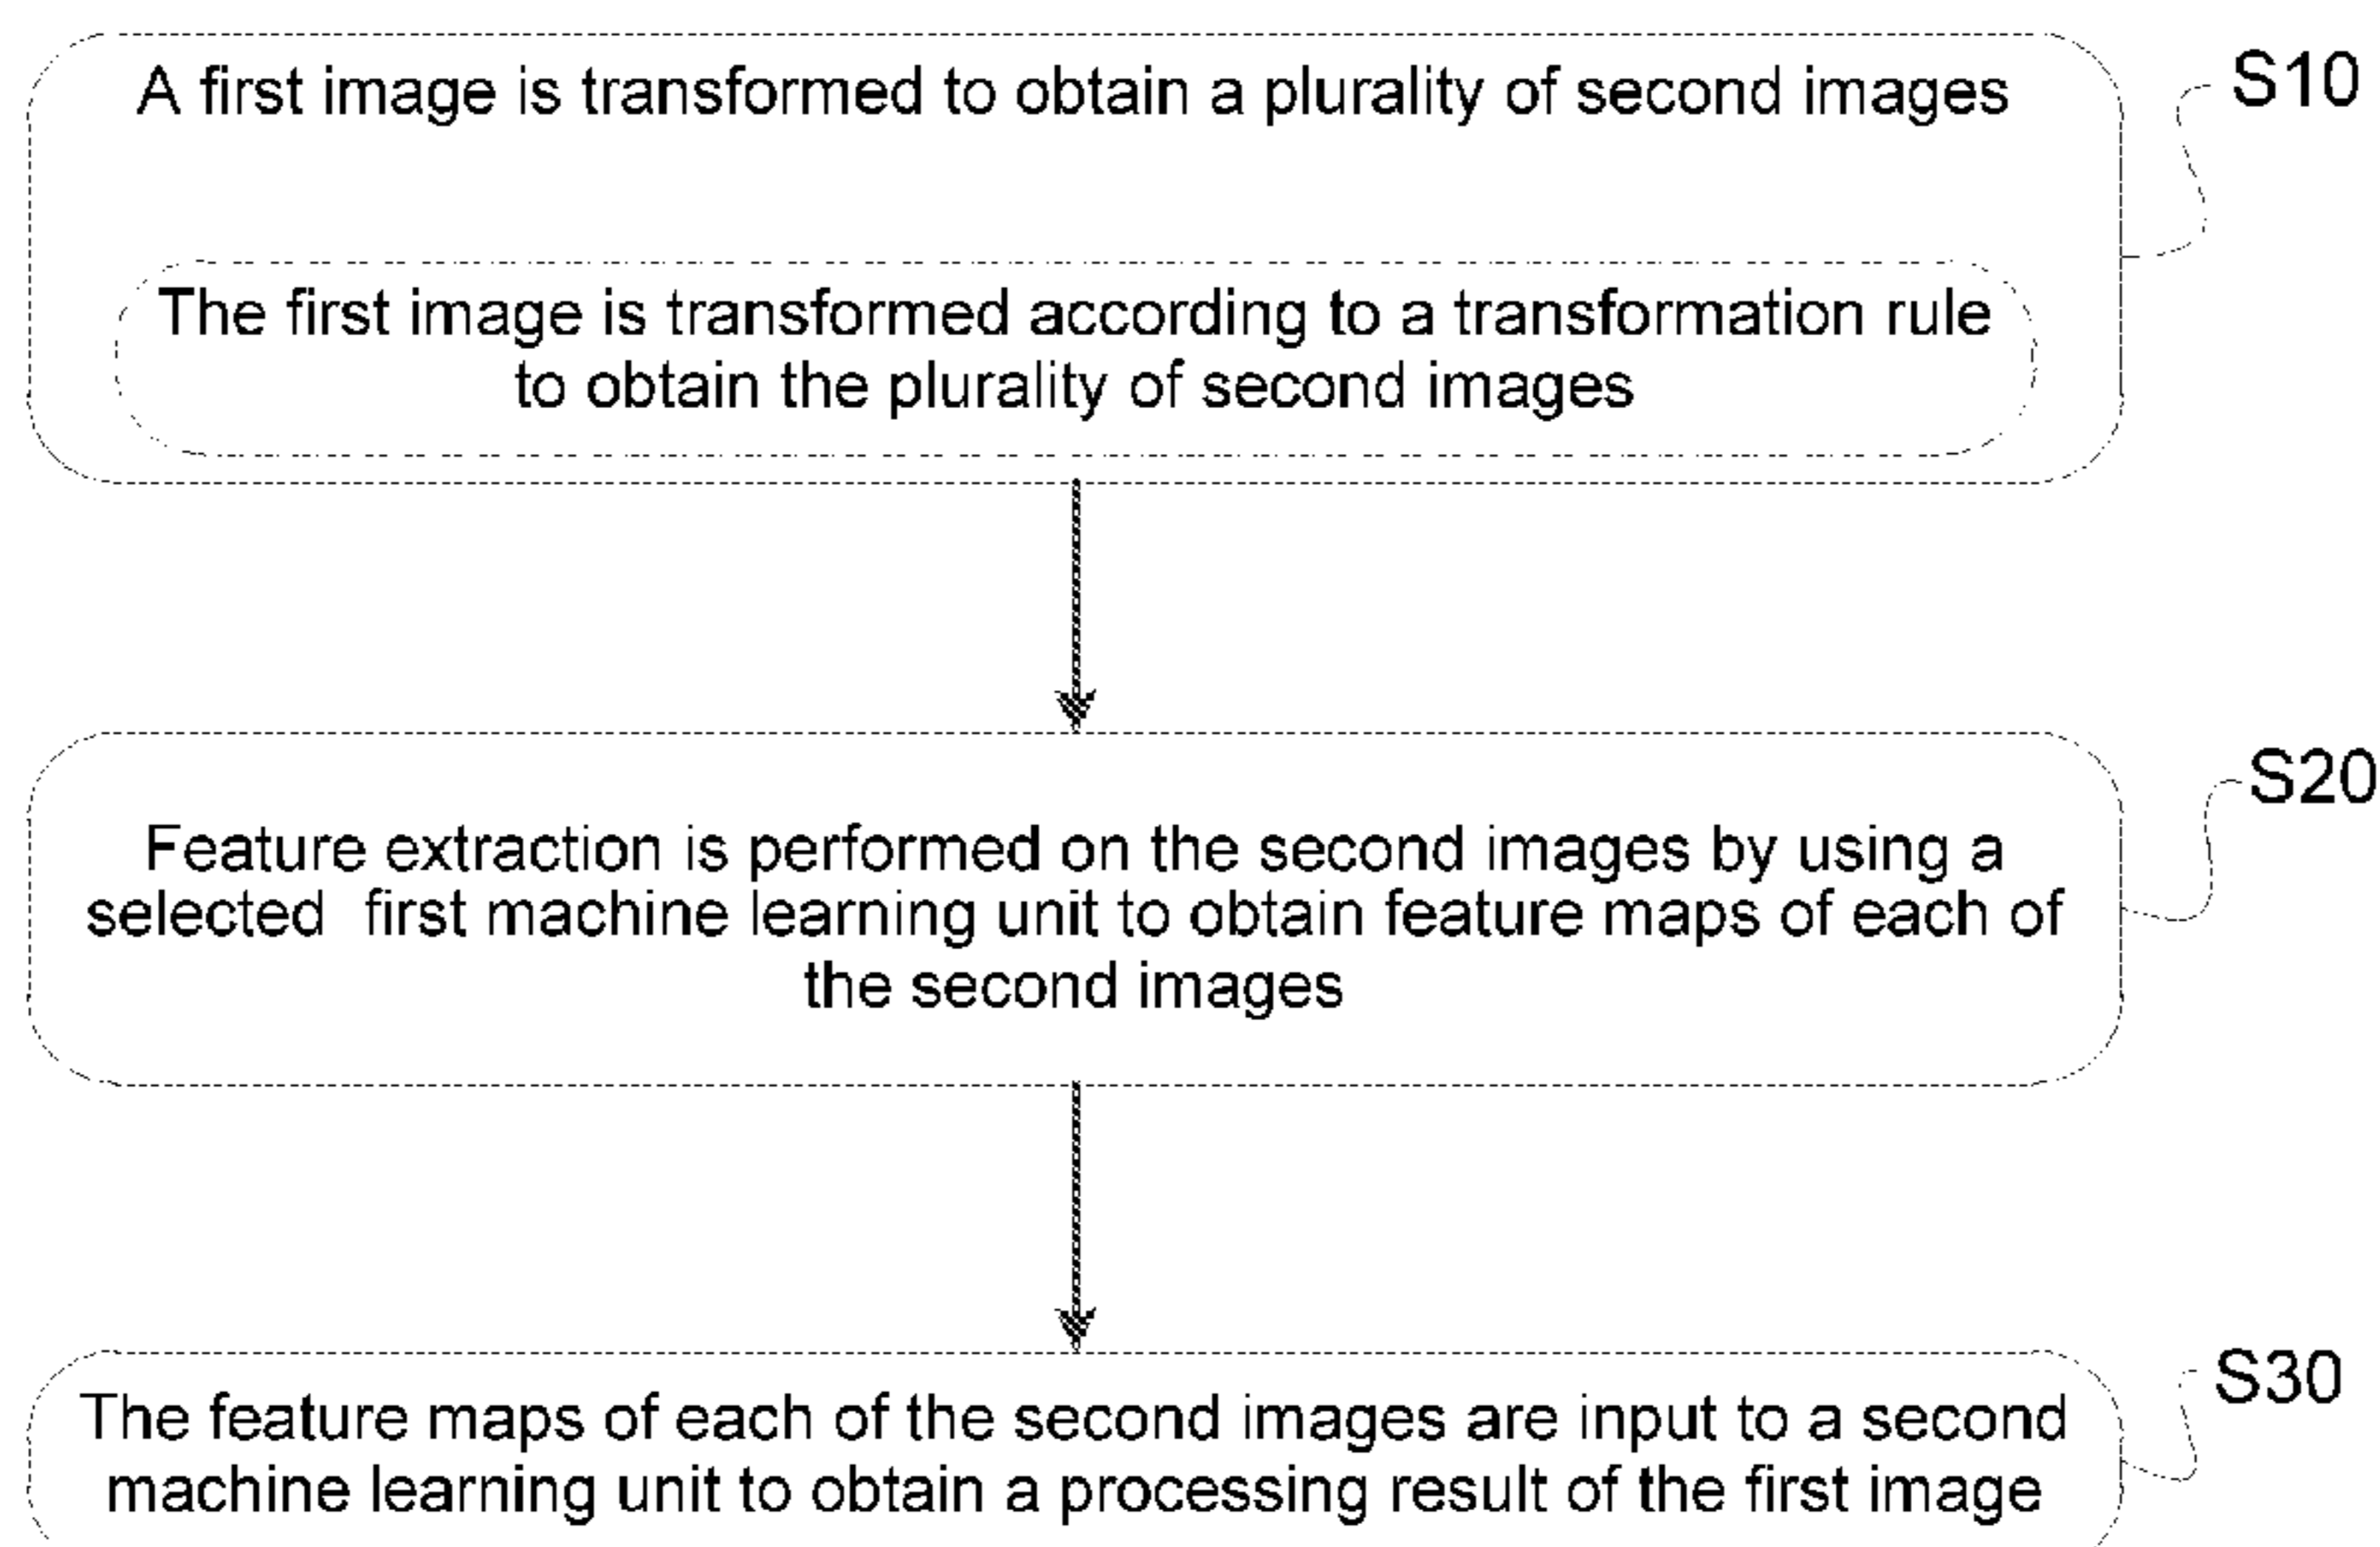 A first image is transformed to obtain a plurality of second images
S10
The first image is transformed according to a transformation rule
to obtain the plurality of second images
S20
Feature extraction is performed on the second images by using a
selected first machine learning unit to obtain feature maps of each of
the second images
S30
The feature maps of each of the second images are input to a second
machine learning unit to obtain a processing result of the first image